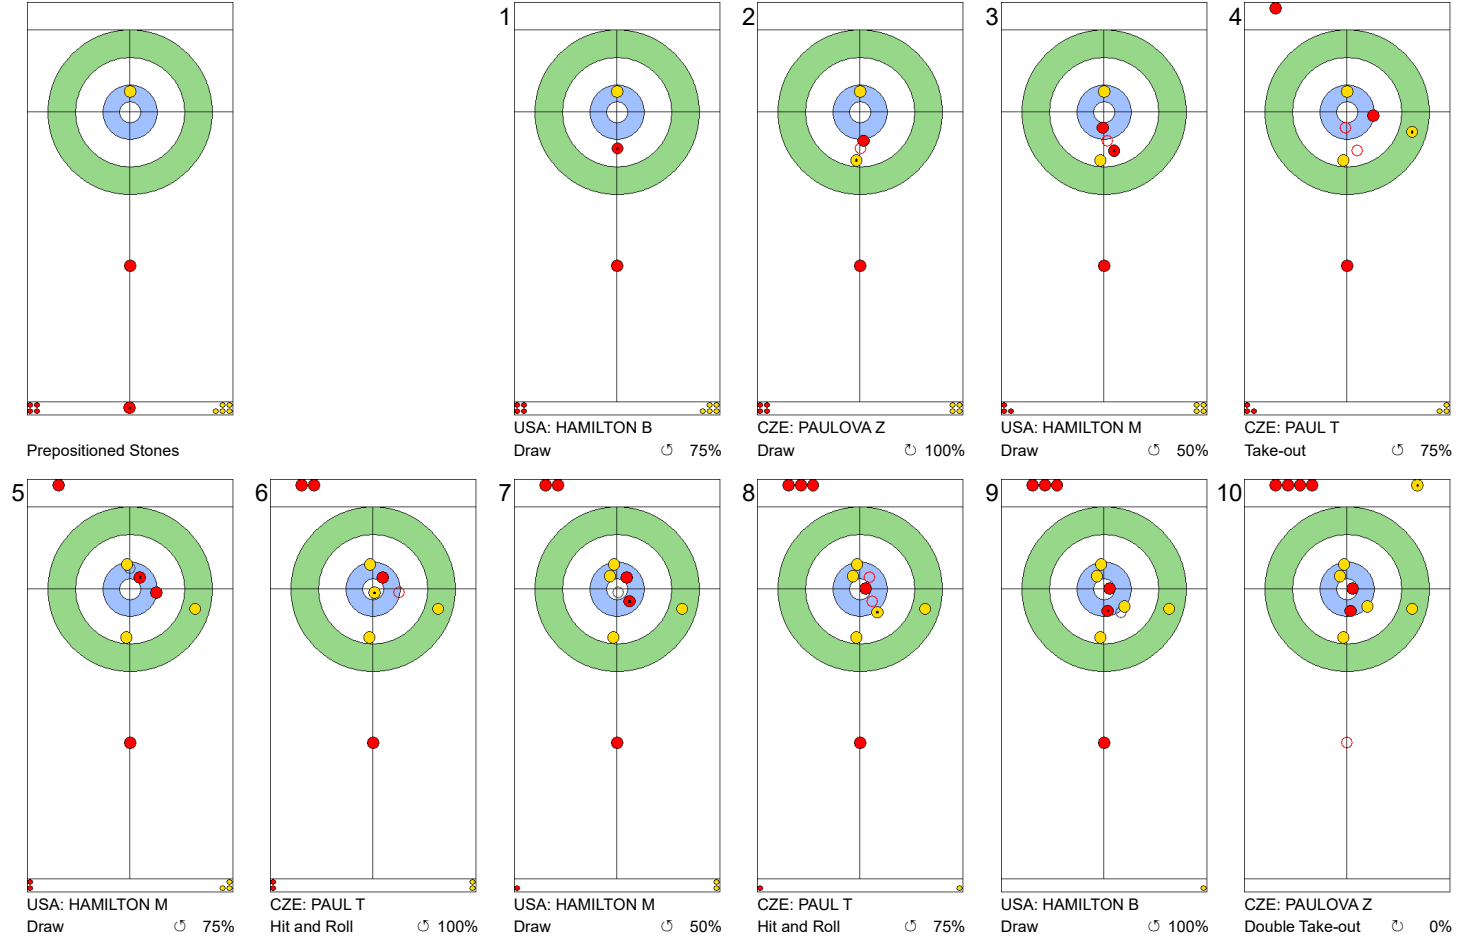 1 2 3 4
Prepositioned Stones
USA: HAMILTON B
Draw 75%
CZE: PAULOVA Z
Draw 100%
USA: HAMILTON M
Draw 50%
CZE: PAUL T
Take-out 75%
5 6 7 8 9 10
USA: HAMILTON M
Draw 75%
CZE: PAUL T
Hit and Roll 100%
USA: HAMILTON M
Draw 50%
CZE: PAUL T
Hit and Roll 75%
USA: HAMILTON B
Draw 100%
CZE: PAULOVA Z
Double Take-out 0%